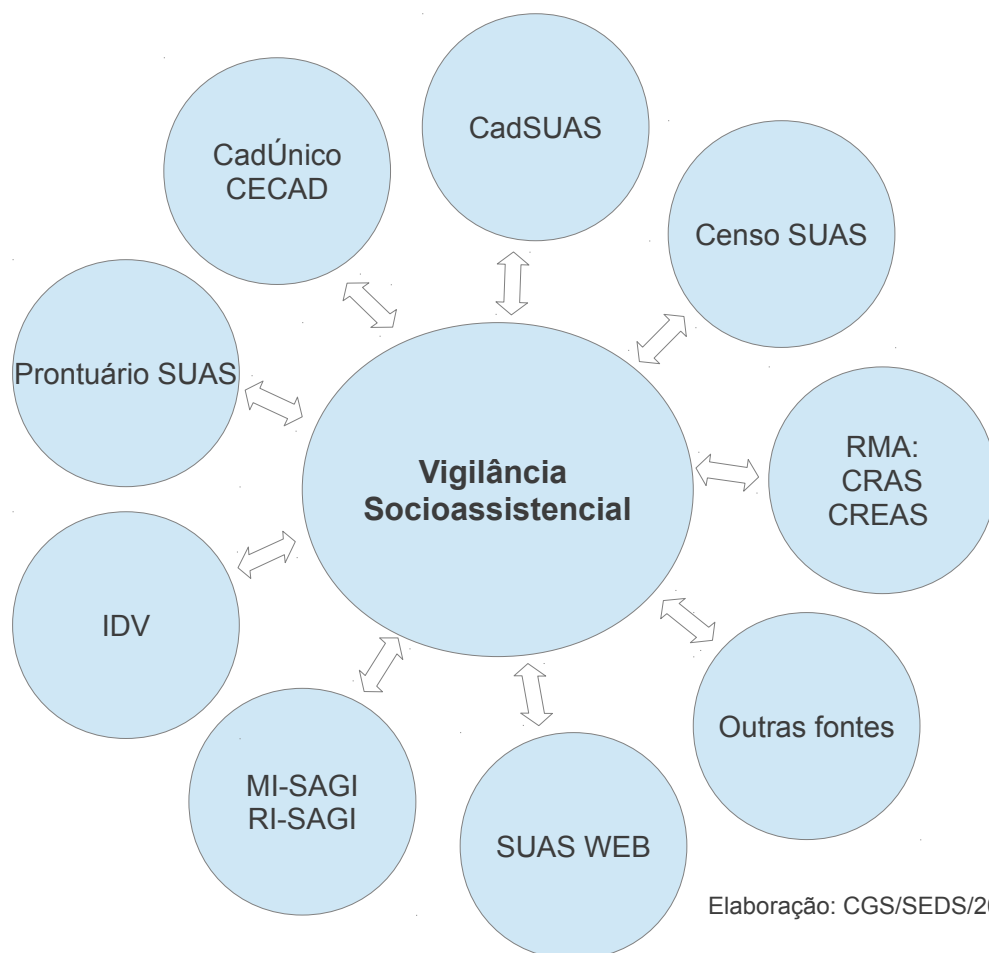 CadSUAS
CadÚnico
CECAD
Censo SUAS
Prontuário SUAS
RMA:
CRAS
CREAS
Vigilância
Socioassistencial
IDV
Outras fontes
MI-SAGI
RI-SAGI
SUAS WEB
Elaboração: CGS/SEDS/20